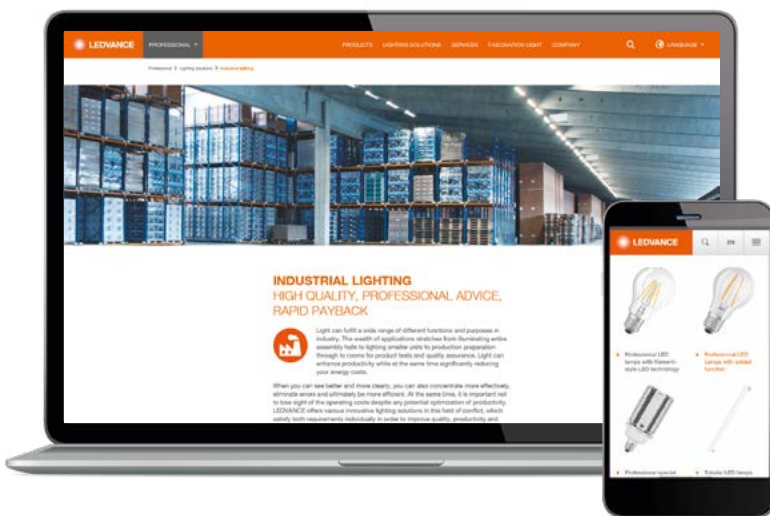 LEDVANCE PROFESSIONAL PRODUCTS LIGHTING SOLUTIONS SERVICES FASCINATION LIGHT COMPANY LANGUAGE
Professional Lighting solutions Industrial lighting
INDUSTRIAL LIGHTING
HIGH QUALITY, PROFESSIONAL ADVICE,
RAPID PAYBACK
Light can fulfill a wide range of different functions and purposes in
industry. The wealth of applications stretches from illuminating entire
assembly halls to lighting smaller units to production preparation
through to rooms for product tests and quality assurance. Light can
enhance productivity while at the same time significantly reducing
your energy costs.
When you can see better and more clearly, you can also concentrate more effectively,
eliminate errors and ultimately be more efficient. At the same time, it is important not
to lose sight of the operating costs despite any potential optimization of productivity.
LEDVANCE offers various innovative lighting solutions in this field of conflict, which
satisfy both requirements individually in order to improve quality, productivity and
LEDVANCE EN
Professional LED
lamps with filament-
style LED technology
Professional LED
Lamps with added
function
Professional special
Tubular LED lamps